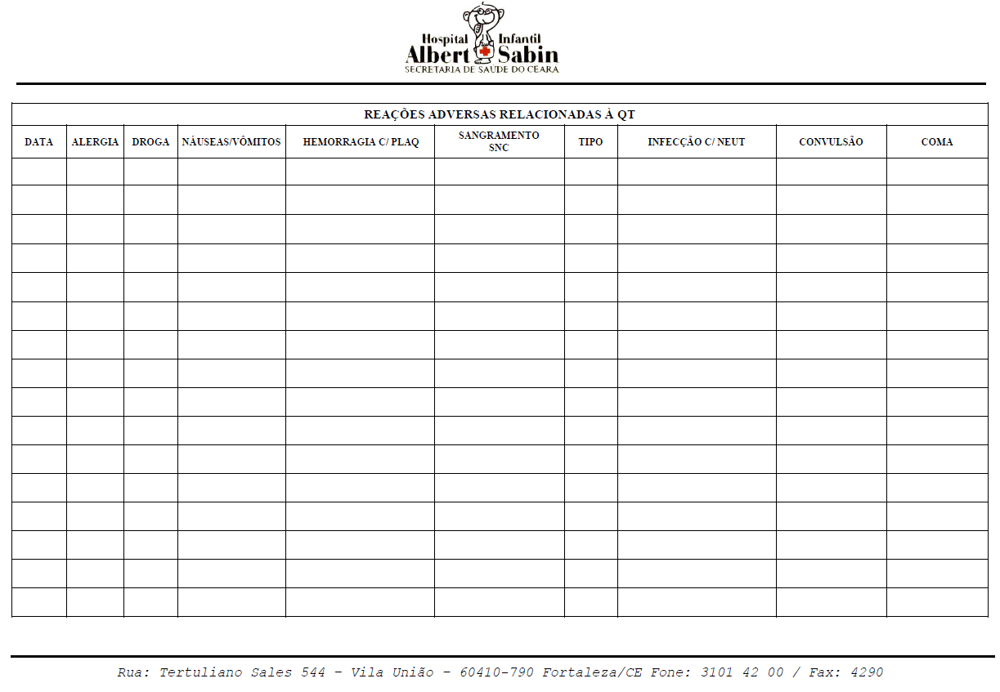 Hospital Infantil
Albert Sabin
SECRETARIA DE SAÚDE DO CEARA
REAÇÕES ADVERSAS RELACIONADAS À QT
DATA ALERGIA DROGA NÁUSEAS/VÔMITOS HEMORRAGIA C/ PLAQ SANGRAMENTO SNC TIPO INFECÇÃO C/ NEUT CONVULSÃO COMA
Rua: Tertuliano Sales 544 – Vila União – 60410-790 Fortaleza/CE Fone: 3101 42 00 / Fax: 4290